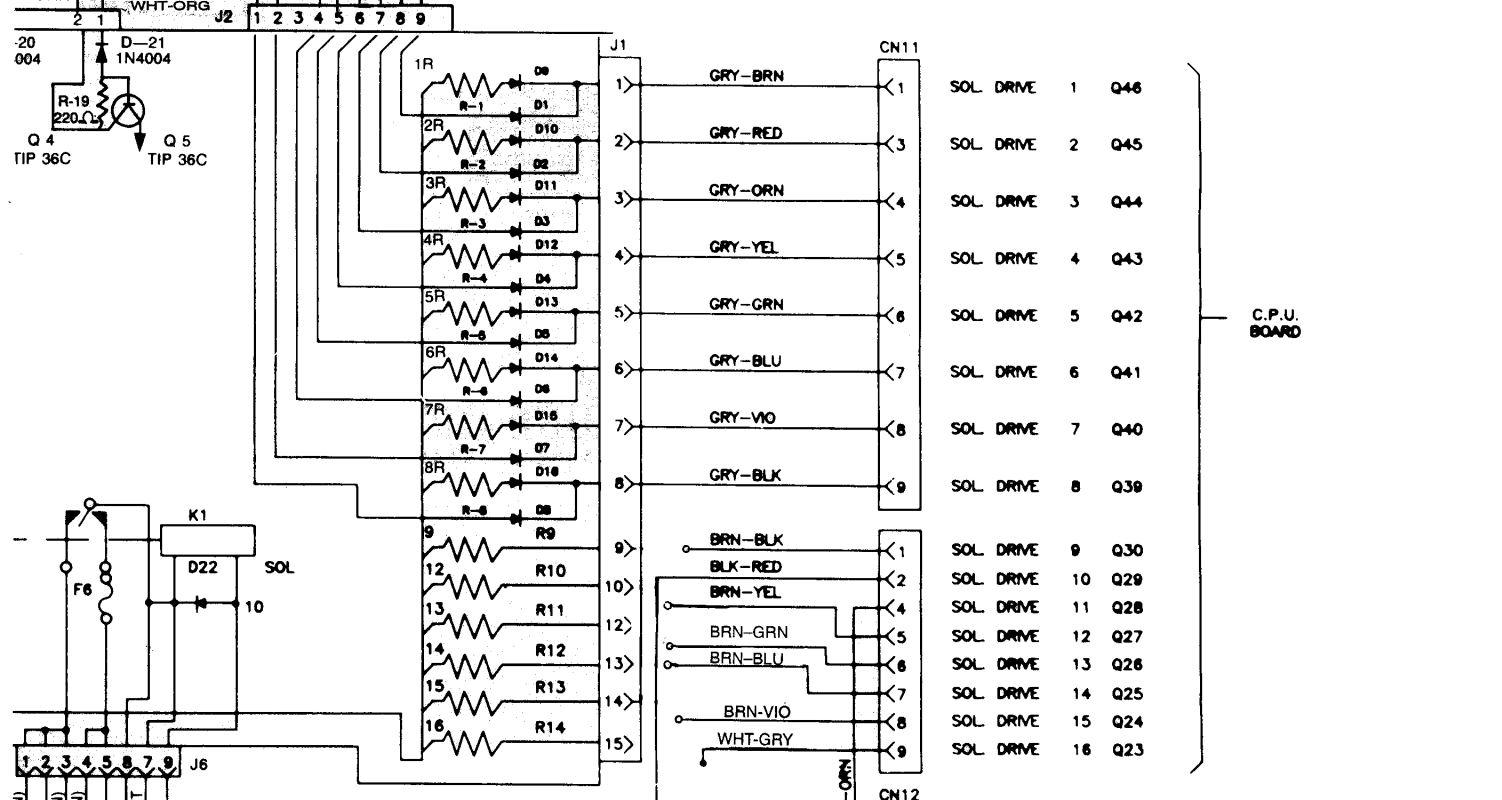 WHT-ORG
2 1
J2 1 2 3 4 5 6 7 8 9
-20
004
D-21
1N4004
R-19
220Ω
Q 4
TIP 36C
Q 5
TIP 36C
J1
CN11
1R R-1 D9 D1 1 GRY-BRN 1 SOL DRIVE 1 Q46
2R R-2 D10 D2 2 GRY-RED 3 SOL DRIVE 2 Q45
3R R-3 D11 D3 3 GRY-ORN 4 SOL DRIVE 3 Q44
4R R-4 D12 D4 4 GRY-YEL 5 SOL DRIVE 4 Q43
5R R-5 D13 D5 5 GRY-GRN 6 SOL DRIVE 5 Q42
C.P.U.
BOARD
6R R-6 D14 D6 6 GRY-BLU 7 SOL DRIVE 6 Q41
7R R-7 D15 D7 7 GRY-VIO 8 SOL DRIVE 7 Q40
8R R-8 D16 D8 8 GRY-BLK 9 SOL DRIVE 8 Q39
K1
D22
SOL
F6
10
9 R9 9 BRN-BLK 1 SOL DRIVE 9 Q30
BLK-RED 2 SOL DRIVE 10 Q29
12 R10 10 BRN-YEL 4 SOL DRIVE 11 Q28
13 R11 12 BRN-GRN 5 SOL DRIVE 12 Q27
14 R12 13 BRN-BLU 6 SOL DRIVE 13 Q26
15 R13 14 7 SOL DRIVE 14 Q25
BRN-VIO 8 SOL DRIVE 15 Q24
16 R14 15 WHT-GRY 9 SOL DRIVE 16 Q23
1 2 3 4 5 8 7 9 J6
-ORN
CN12